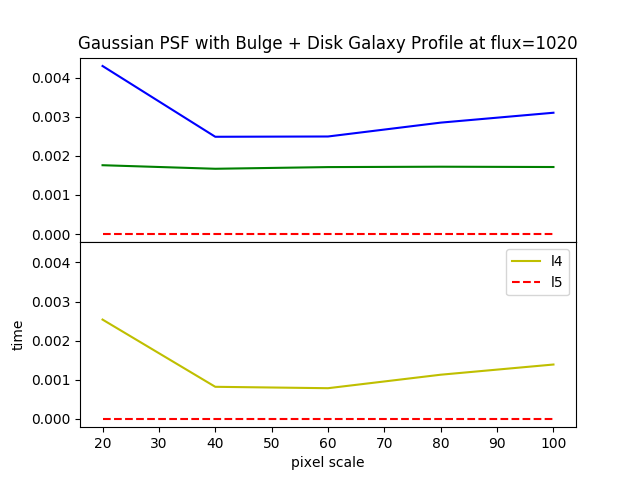 Gaussian PSF with Bulge + Disk Galaxy Profile at flux=1020
0.004
0.003
0.002
0.001
0.000
0.004
0.003
0.002
0.001
0.000
time
l4
l5
20 30 40 50 60 70 80 90 100
pixel scale